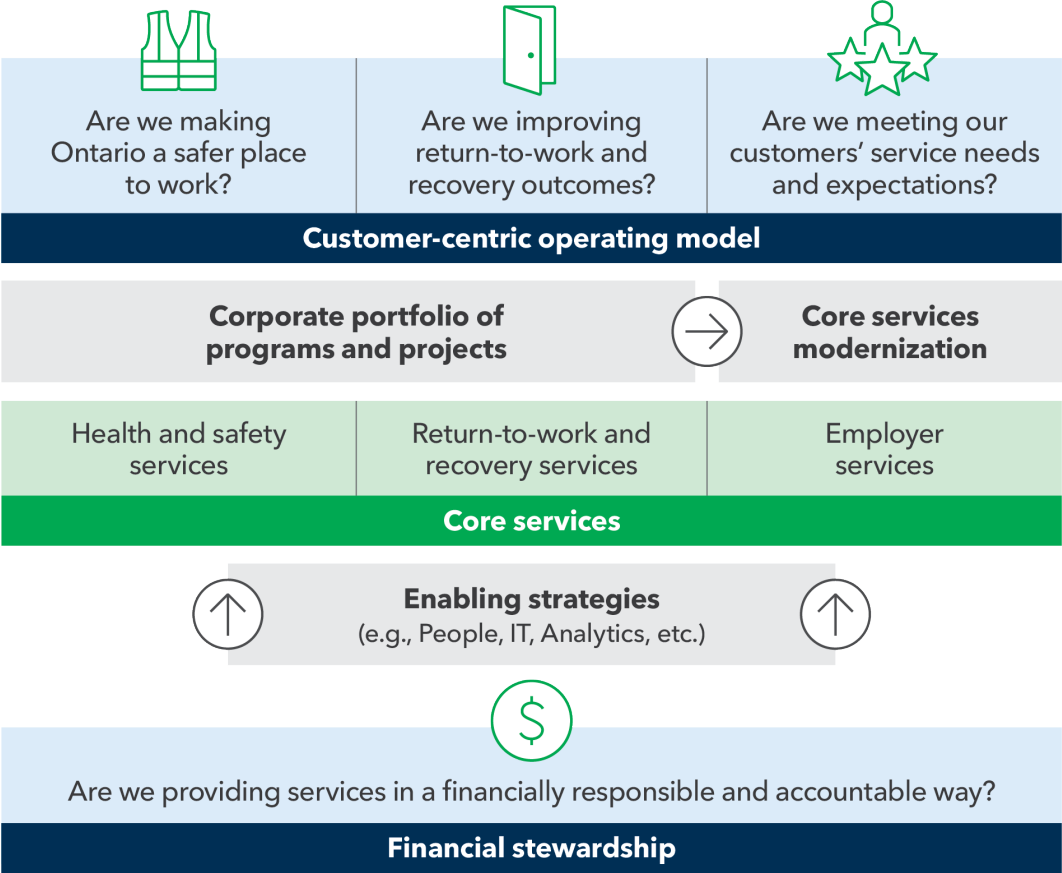 Are we making
Ontario a safer place
to work?
Are we improving
return-to-work and
recovery outcomes?
Are we meeting our
customers‘ service needs
and expectations?
Customer-centric operating model
Corporate portfolio of
programs and projects
Core services
modernization
Health and safety
services
Return-to-work and
recovery services
Employer
services
Core services
Enabling strategies
(e.g., People, IT, Analytics, etc.)
$
Are we providing services in a financially responsible and accountable way?
Financial stewardship